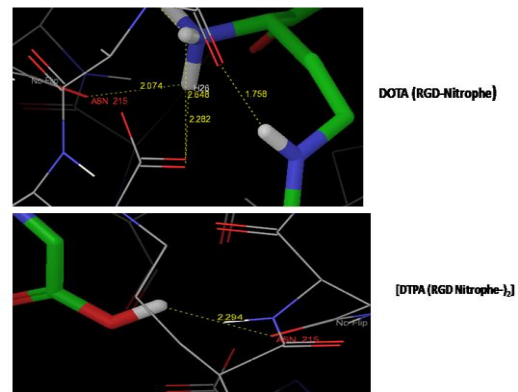 No Flip
2.074
H26
ASN 215
2.648
1.758
2.282
DOTA (RGD-Nitrophe)
2.294
No Flip
ASN 215
[DTPA (RGD Nitrophe-)₂]